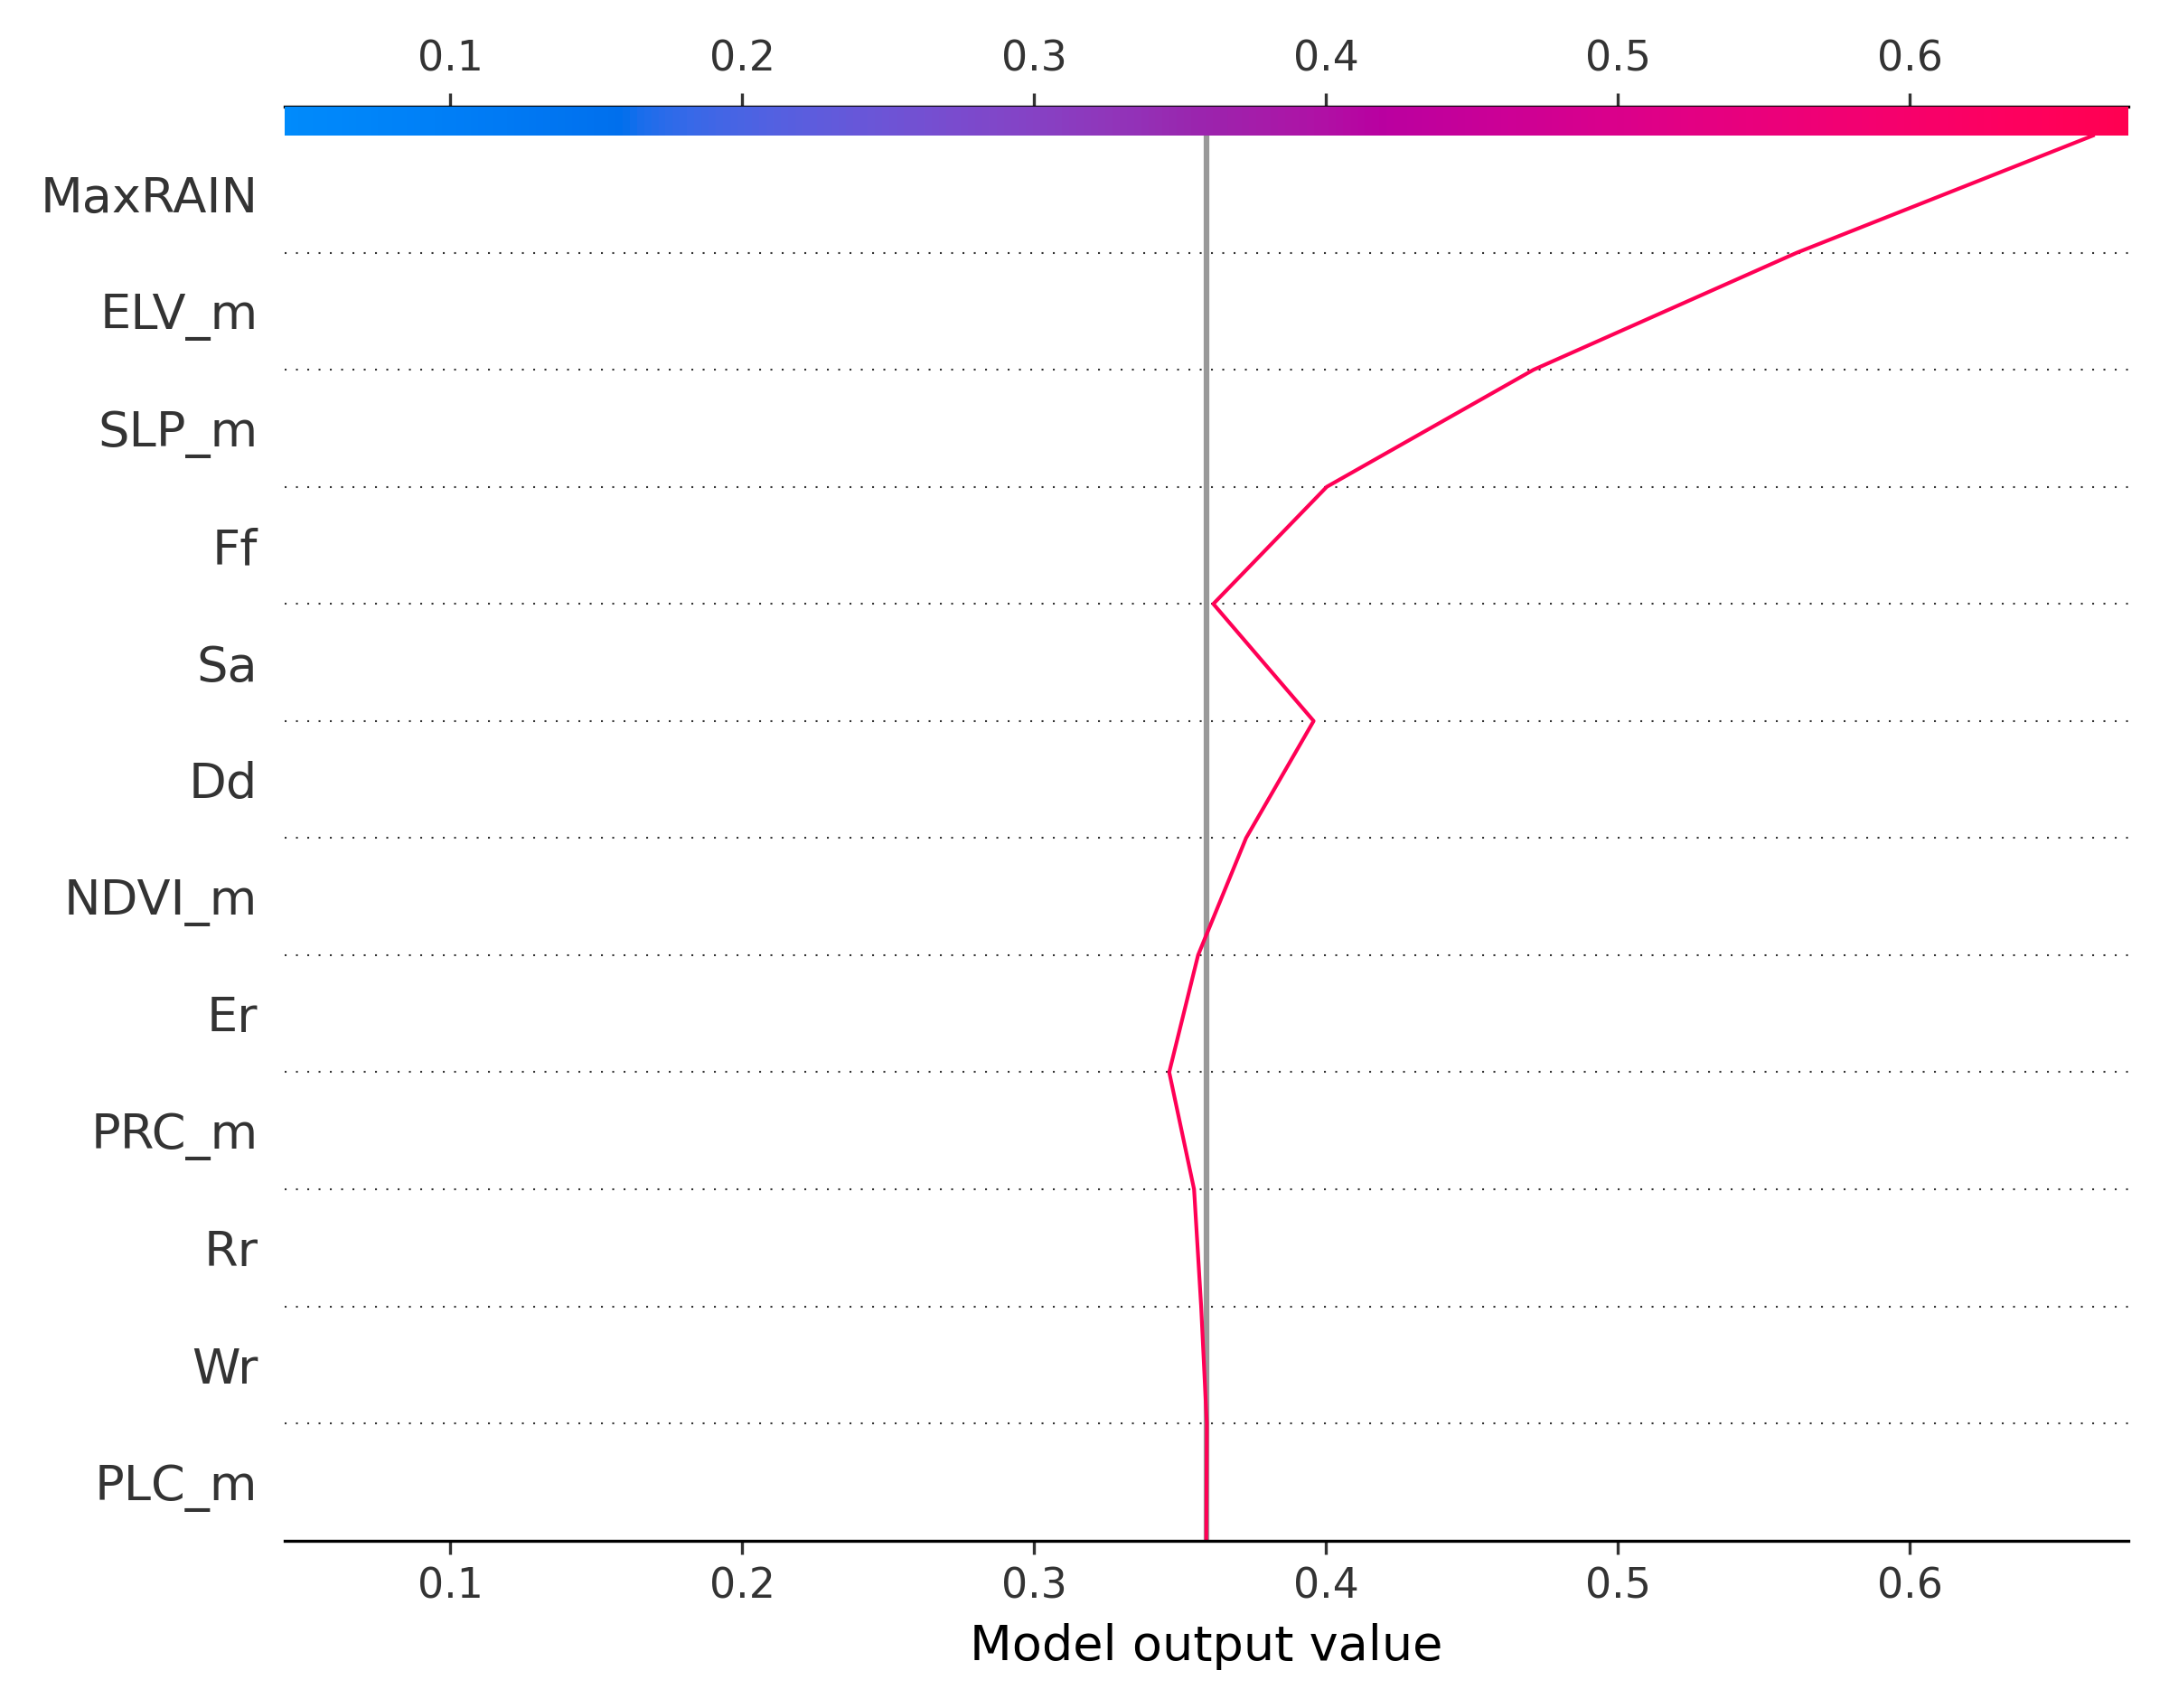 0.1 0.2 0.3 0.4 0.5 0.6
MaxRAIN
ELV_m
SLP_m
Ff
Sa
Dd
NDVI_m
Er
PRC_m
Rr
Wr
PLC_m
0.1 0.2 0.3 0.4 0.5 0.6
Model output value